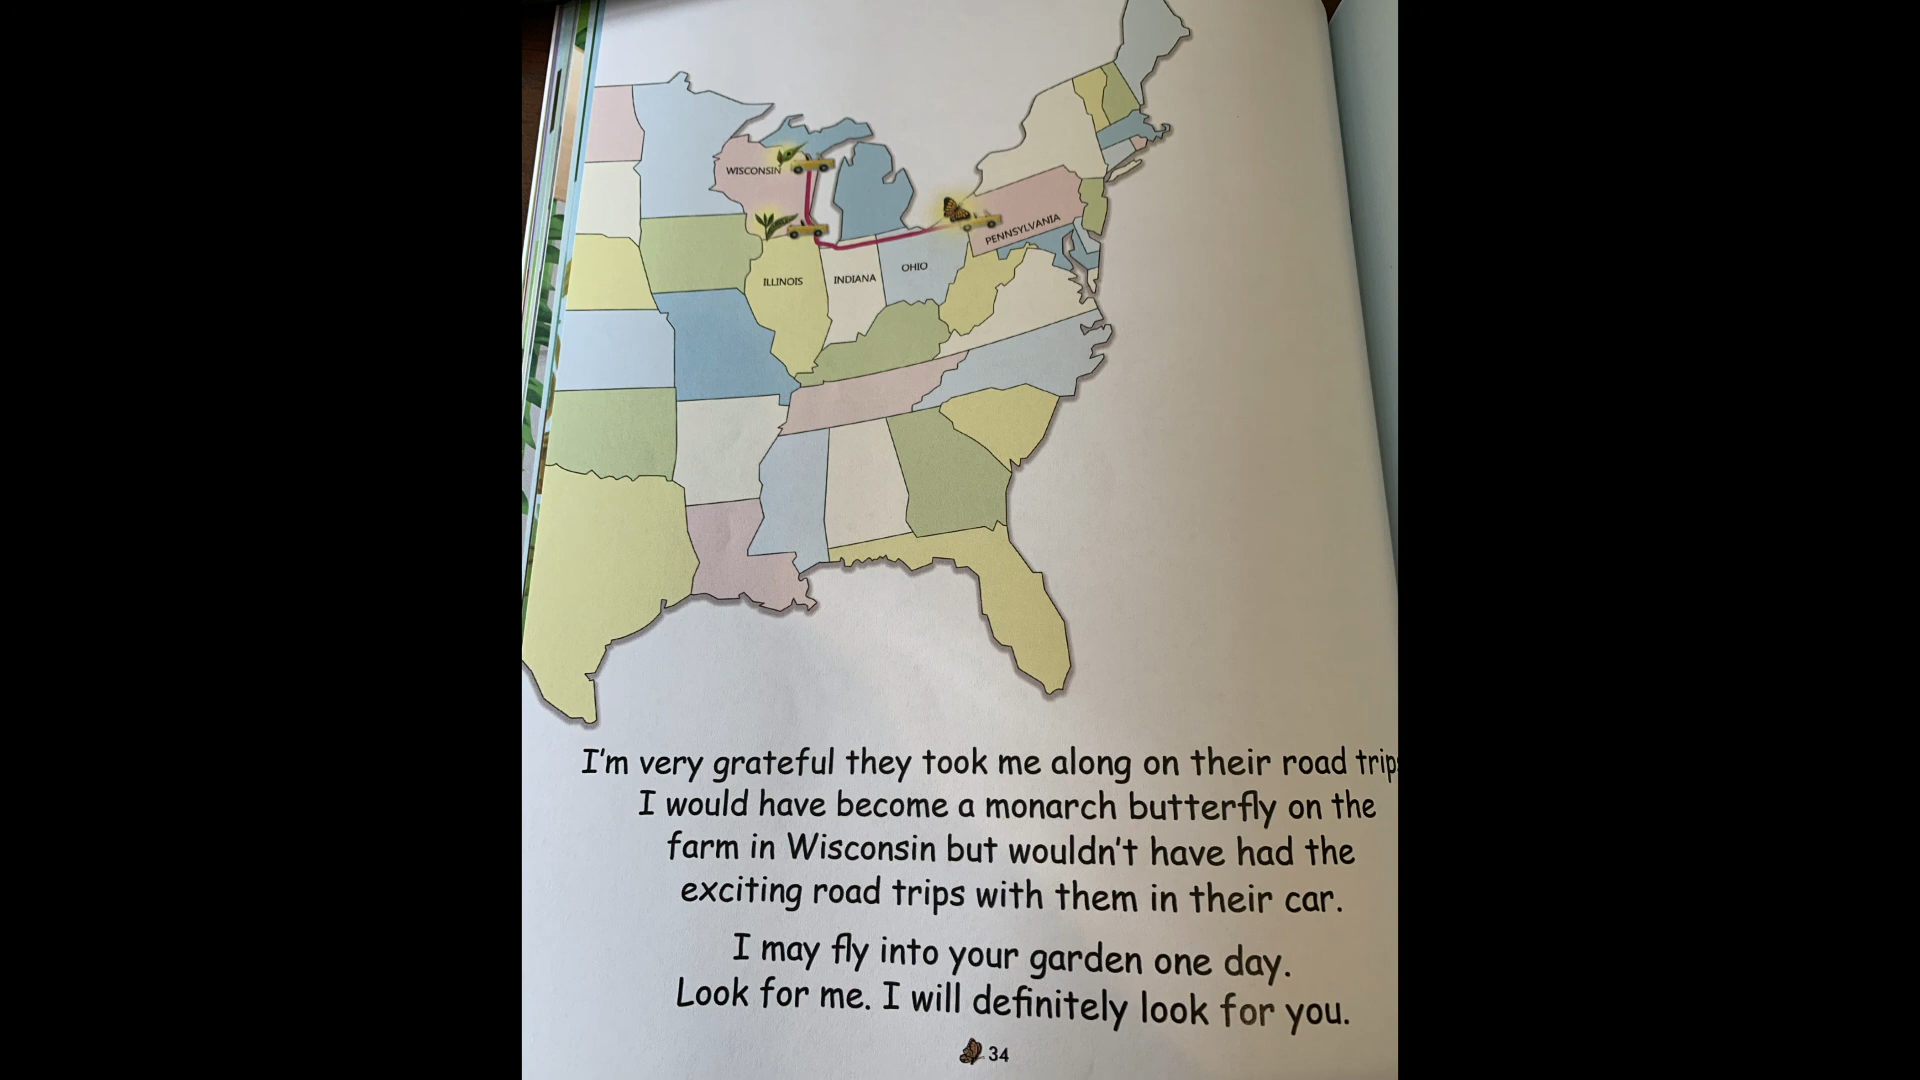 WISCONSIN
PENNSYLVANIA
OHIO
INDIANA
ILLINOIS
I'm very grateful they took me along on their road trip
I would have become a monarch butterfly on the
farm in Wisconsin but wouldn't have had the
exciting road trips with them in their car.
I may fly into your garden one day.
Look for me. I will definitely look for you.
34